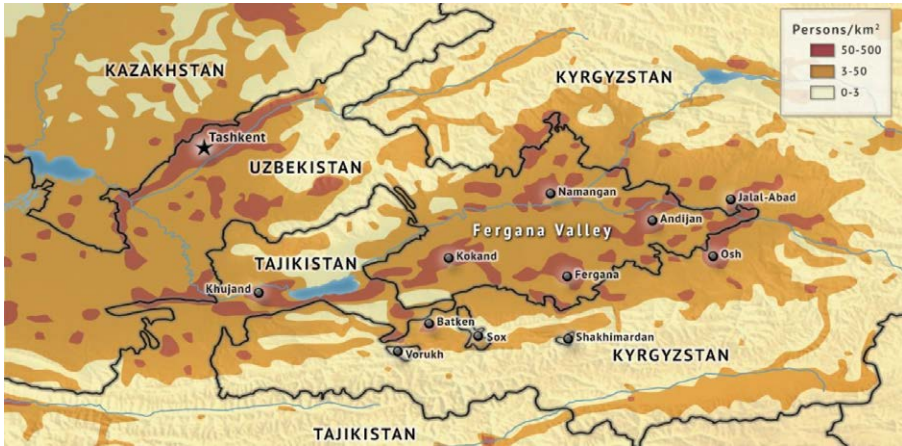 Persons/km²
50-500
3-50
0-3
KAZAKHSTAN
KYRGYZSTAN
Tashkent
UZBEKISTAN
Namangan
Jalal-Abad
Andijan
Fergana Valley
Kokand
Osh
TAJIKISTAN
Fergana
Khujand
Batken
Sox
Shakhimardan
Vorukh
KYRGYZSTAN
TAJIKISTAN